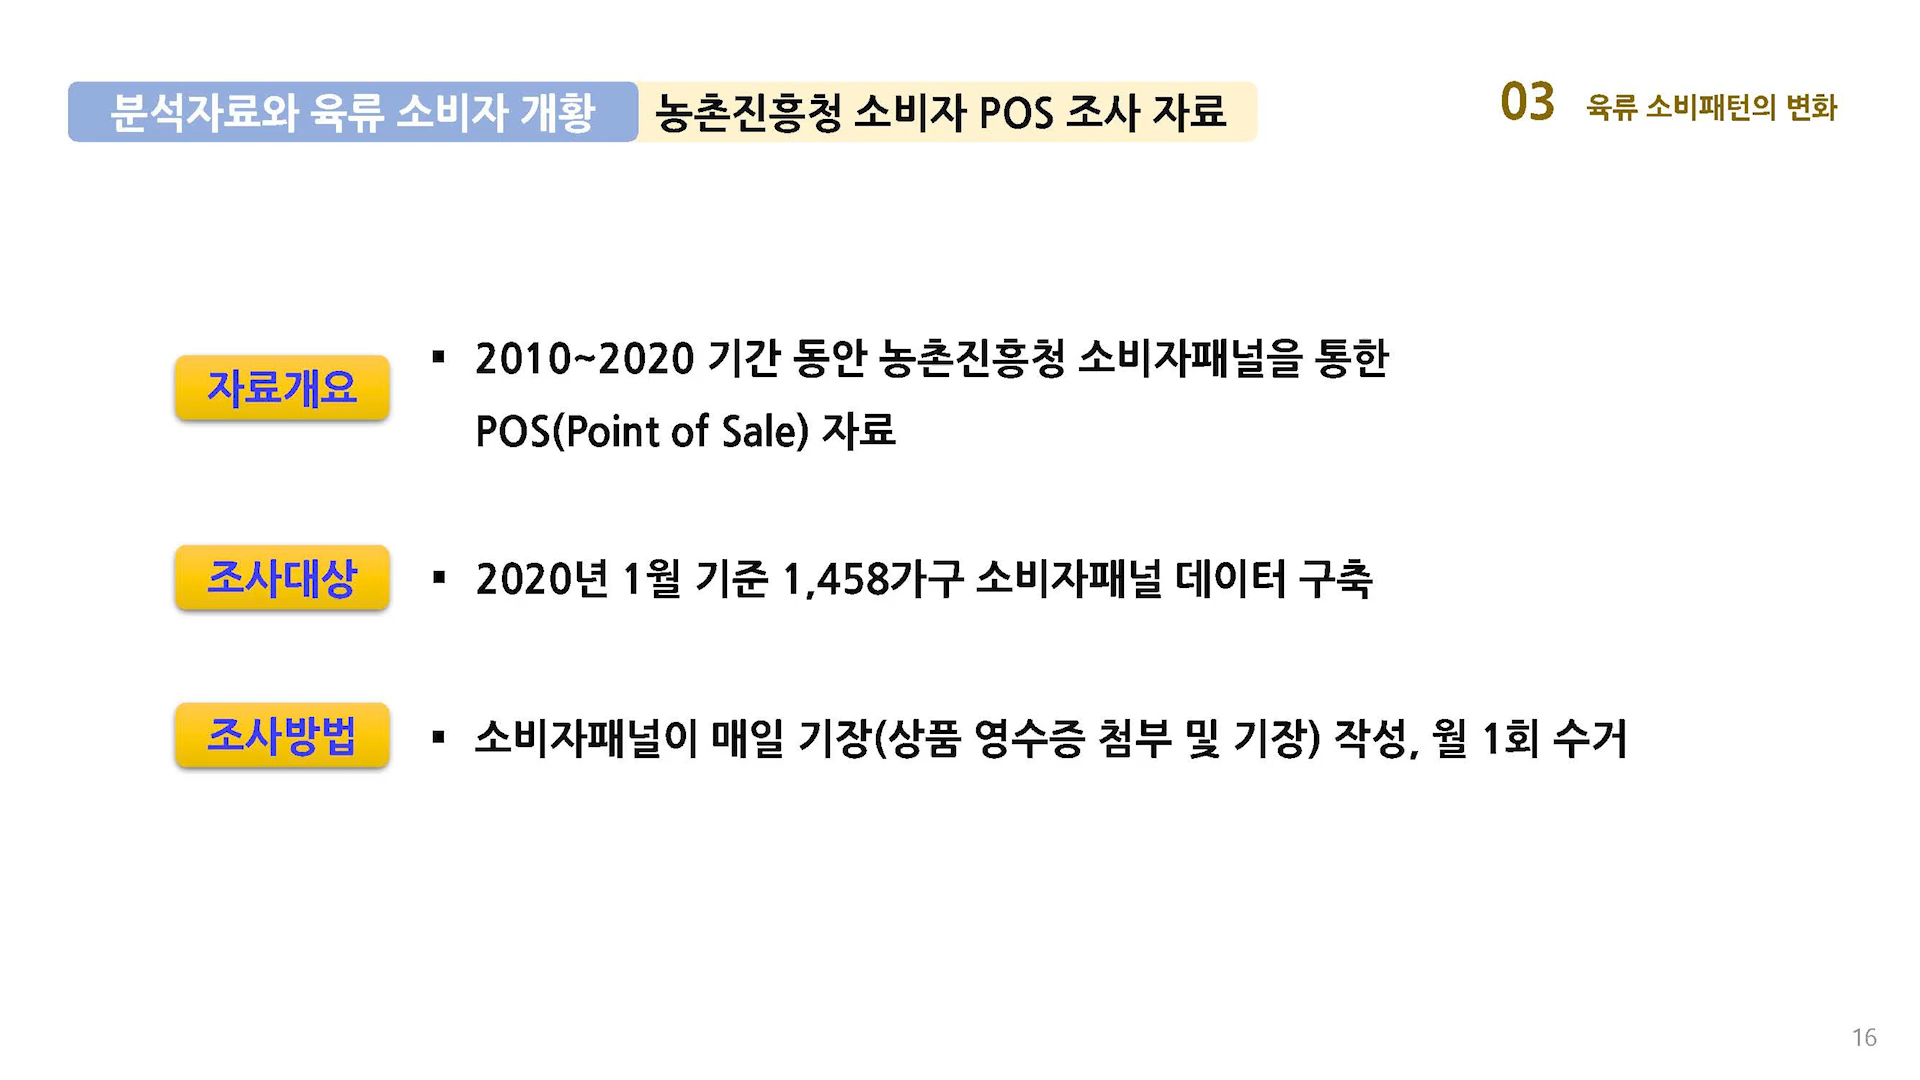 분석자료와 육류 소비자 개황 농촌진흥청 소비자 POS 조사 자료
03 육류 소비패턴의 변화
자료개요
▪ 2010~2020 기간 동안 농촌진흥청 소비자패널을 통한
POS(Point of Sale) 자료
조사대상
▪ 2020년 1월 기준 1,458가구 소비자패널 데이터 구축
조사방법
▪ 소비자패널이 매일 기장(상품 영수증 첨부 및 기장) 작성, 월 1회 수거
16